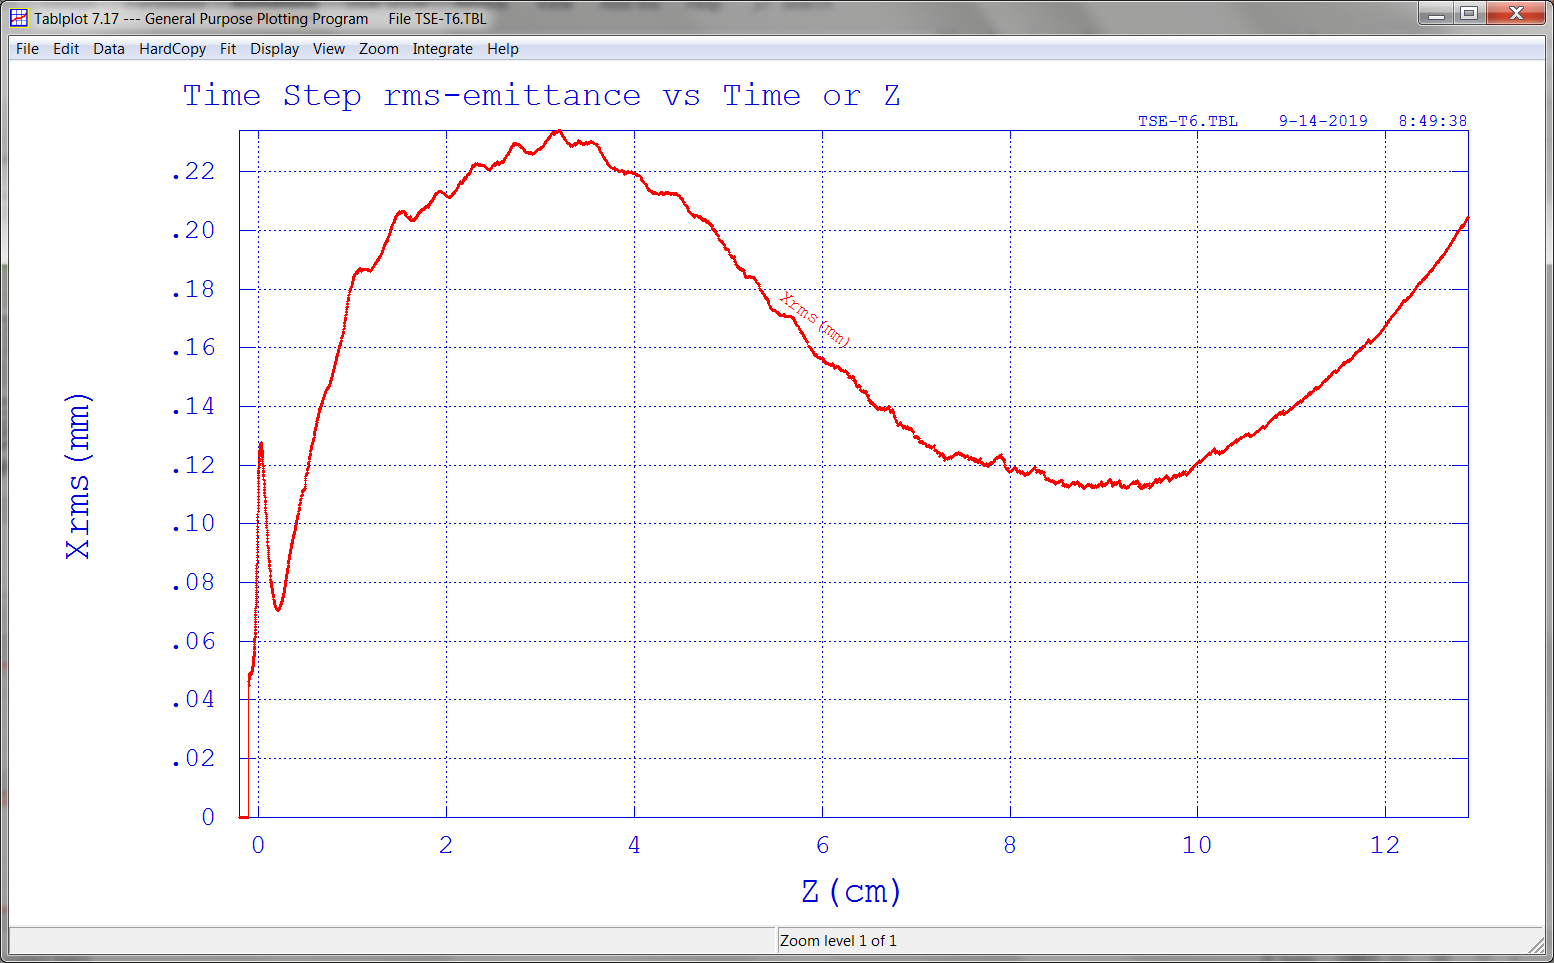 Tablplot 7.17 --- General Purpose Plotting Program File TSE-T6.TBL
File Edit Data HardCopy Fit Display View Zoom Integrate Help
Time Step rms-emittance vs Time or Z
TSE-T6.TBL 9-14-2019 8:49:38
.22
.20
.18
.16
.14
.12
.10
.08
.06
.04
.02
0
Xrms(mm)
Xrms(mm)
0 2 4 6 8 10 12
Z(cm)
Zoom level 1 of 1